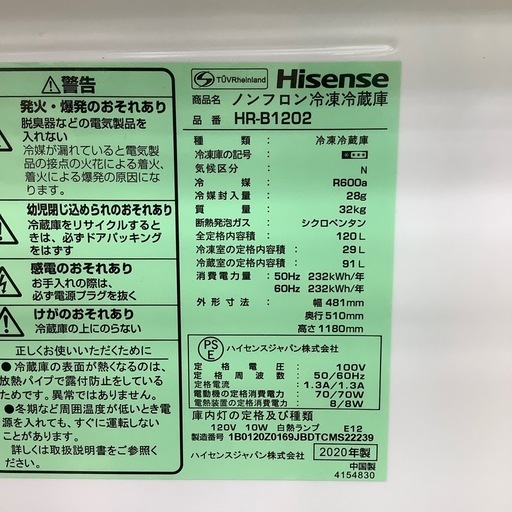 警告
発火・爆発のおそれあり
脱臭器などの電気製品を
入れない
冷媒が漏れていると電気製
品の接点の火花による着火、
着火による爆発の原因になり
ます
幼児閉じ込められのおそれあり
冷蔵庫をリサイクルすると
きは、必ずドアパッキング
をはずす
感電のおそれあり
お手入れの際は、
必ず電源プラグを抜く
けがのおそれあり
冷蔵庫の上にのらない
正しくお使いいただくために
●冷蔵庫の表面が熱くなるのは、
放熱パイプで露付防止をしている
ためです。異常ではありません。
●冬期など周囲温度が低いとき電
源を入れても、すぐに運転しない
ことがあります。
詳しくは取扱説明書をご覧ください
TÜVRheinland
Hisense
商品名 ノンフロン冷凍冷蔵庫
品番 HR-B1202
種類 : 冷凍冷蔵庫
冷凍庫の記号 :
気候区分 : N
冷媒 : R600a
冷媒封入量 : 28g
質量 : 32kg
断熱発泡ガス : シクロペンタン
全定格内容積 : 120L
冷凍室の定格内容積 : 29L
冷蔵室の定格内容積 : 91L
消費電力量 : 50Hz 232kWh/年
60Hz 232kWh/年
外形寸法 : 幅 481mm
奥行 510mm
高さ 1180mm
PSE
ハイセンスジャパン株式会社
定格電圧 : 100V
定格周波数 : 50/60Hz
定格電流 : 1.3A/1.3A
電動機の定格消費電力 : 70/70W
電熱装置の定格消費電力 : 8/8W
庫内灯の定格及び種類
120V 10W 白熱ランプ E12
製造番号 1B0120Z0169JBDTCMS22239
ハイセンスジャパン株式会社
2020年製
中国製
4154830